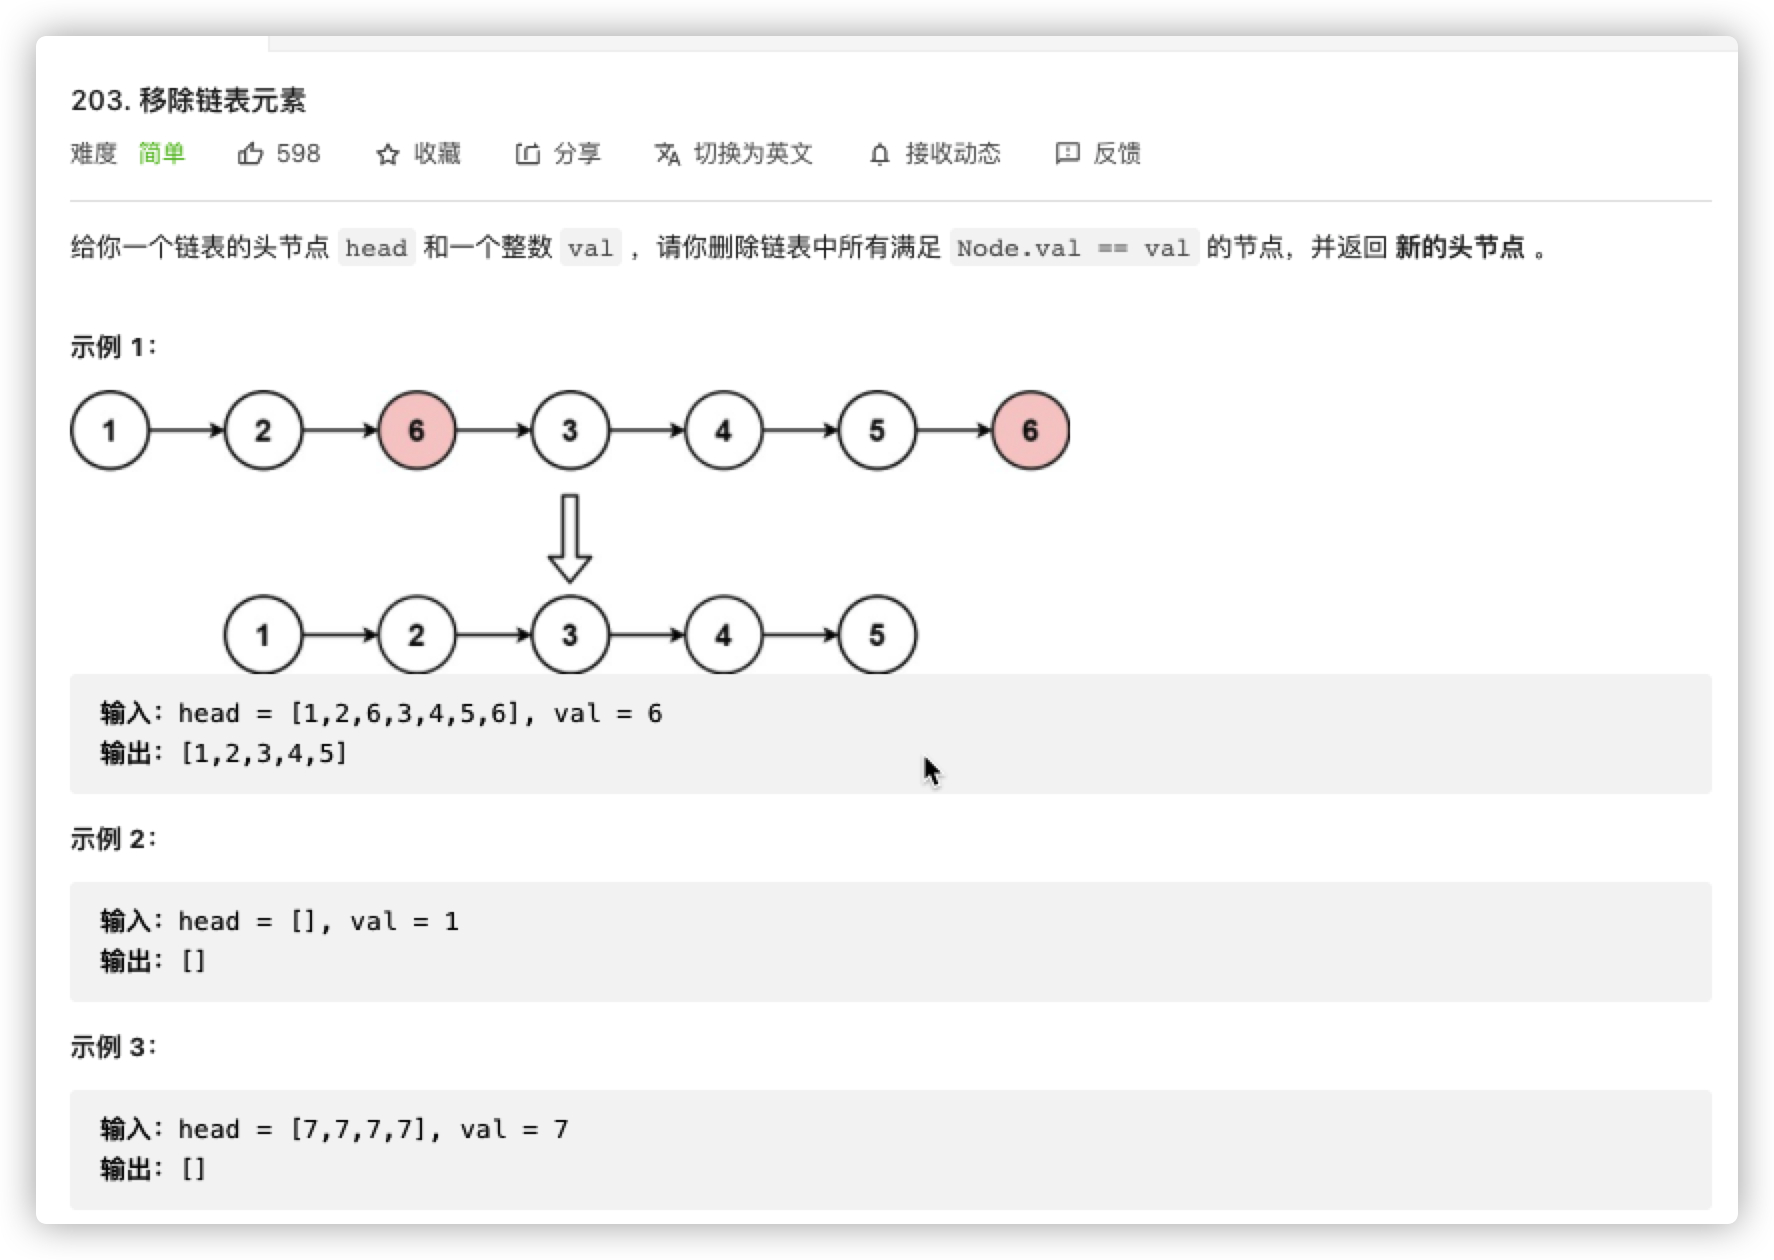 203. 移除链表元素
难度 简单 598 收藏 分享 切换为英文 接收动态 反馈
给你一个链表的头节点 head 和一个整数 val ，请你删除链表中所有满足 Node.val == val 的节点，并返回 新的头节点 。
示例 1：
1 2 6 3 4 5 6
1 2 3 4 5
输入：head = [1,2,6,3,4,5,6], val = 6
输出：[1,2,3,4,5]
示例 2：
输入：head = [], val = 1
输出：[]
示例 3：
输入：head = [7,7,7,7], val = 7
输出：[]